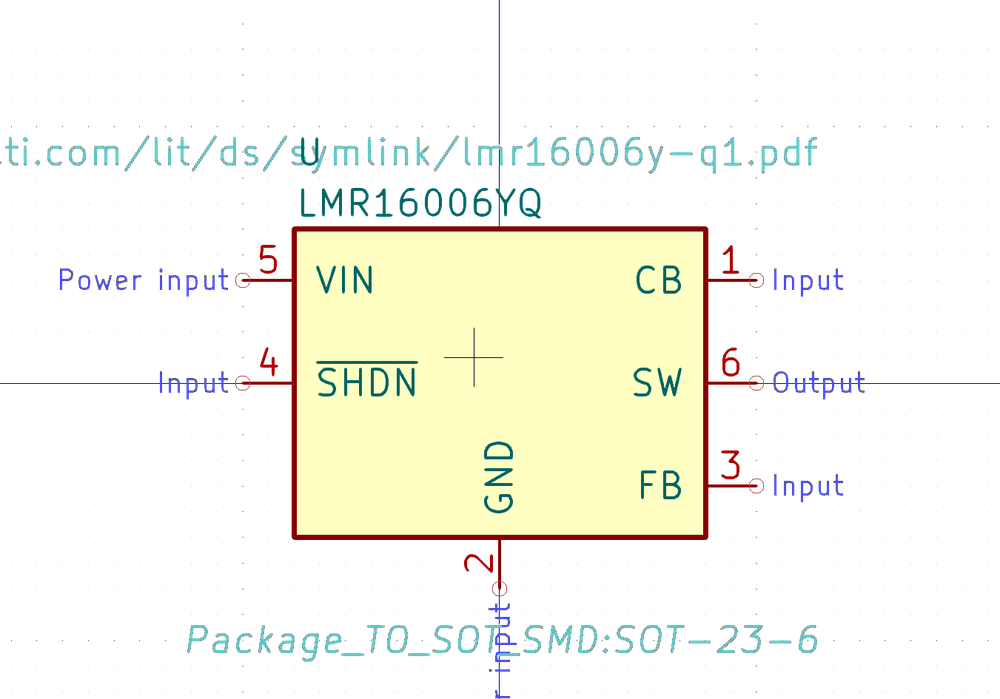 ti.com/lit/ds/symlink/lmr16006y-q1.pdf
U
LMR16006YQ
Power input 5 VIN CB 1 Input
Input 4 SHDN SW 6 Output
FB 3 Input
GND
2
input
Package_TO_SOT_SMD:SOT-23-6